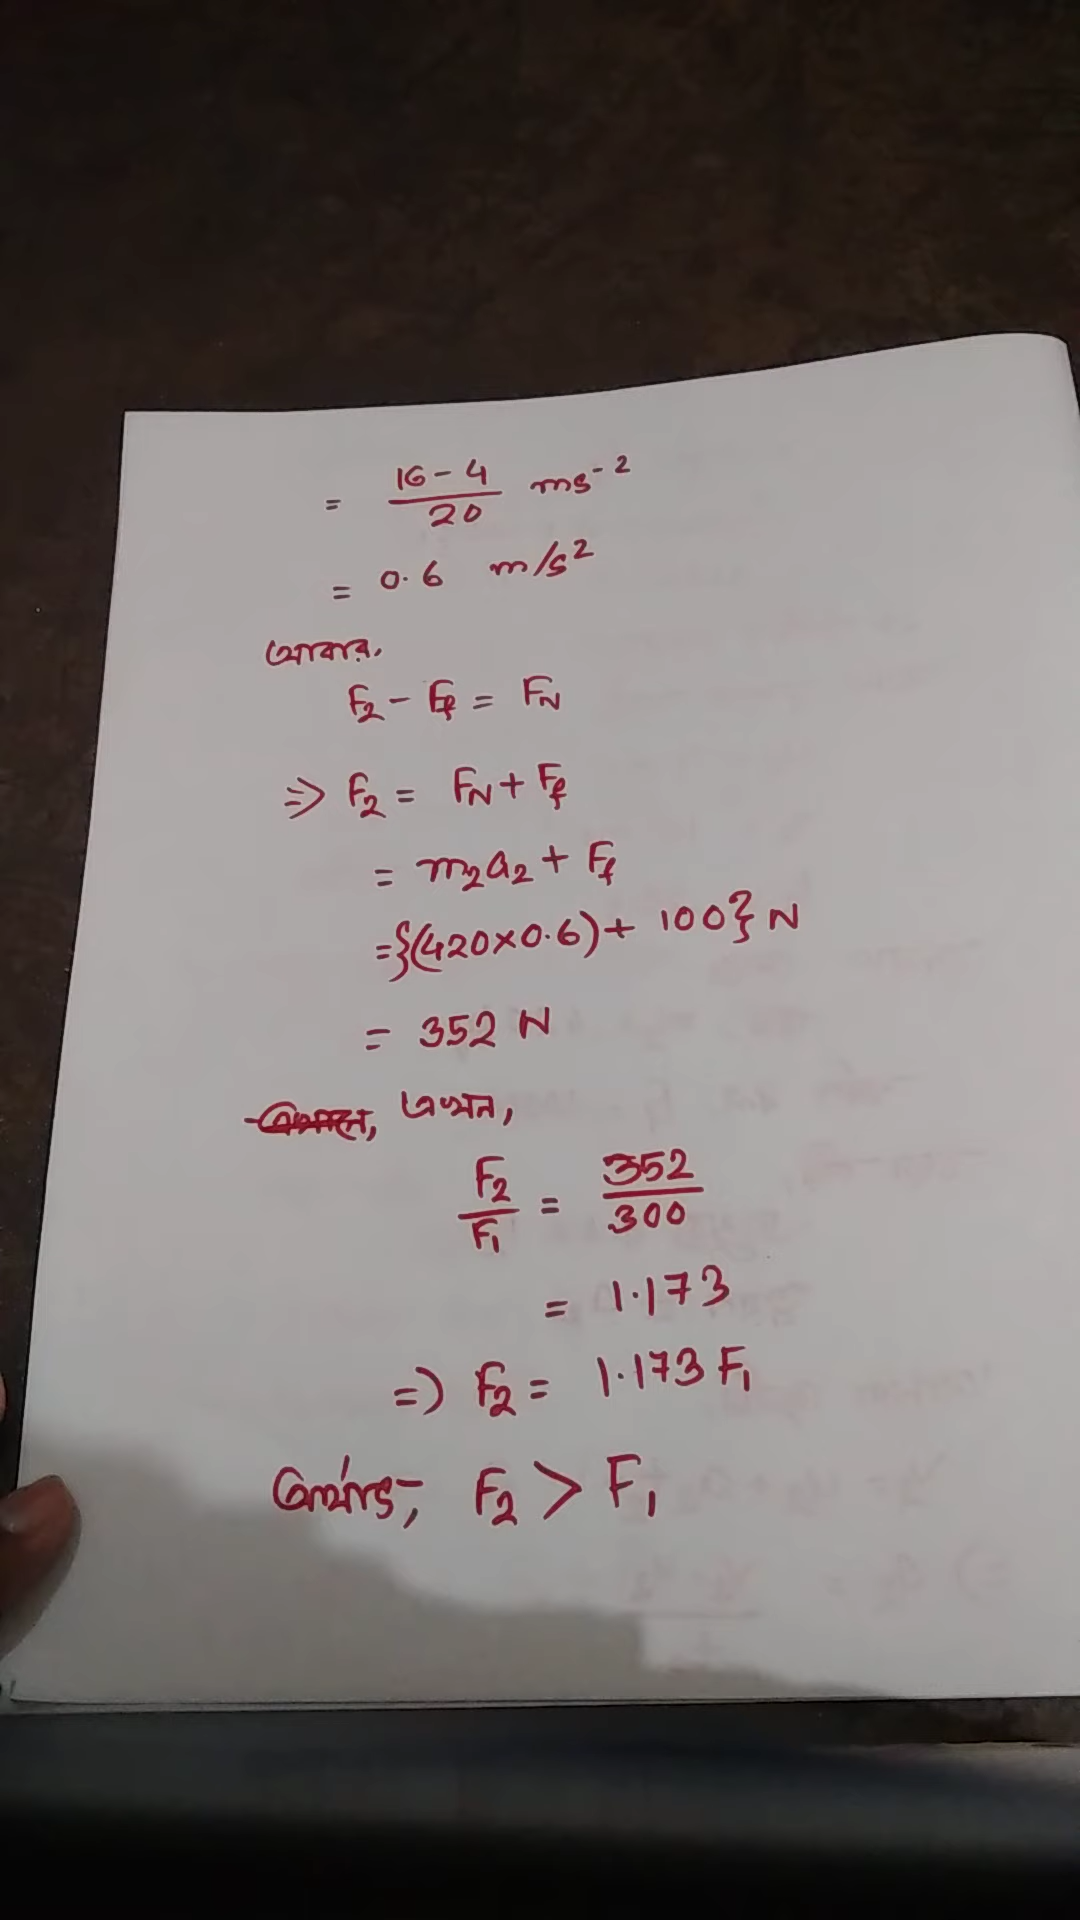 = 16-4/20 ms⁻²
= 0.6 m/s²
আবার,
F₂ - F_f = F_N
⇒ F₂ = F_N + F_f
= m₂a₂ + F_f
= {(420×0.6) + 100} N
= 352 N
এখন,
F₂/F₁ = 352/300
= 1.173
⇒ F₂ = 1.173 F₁
অর্থাৎ, F₂ > F₁